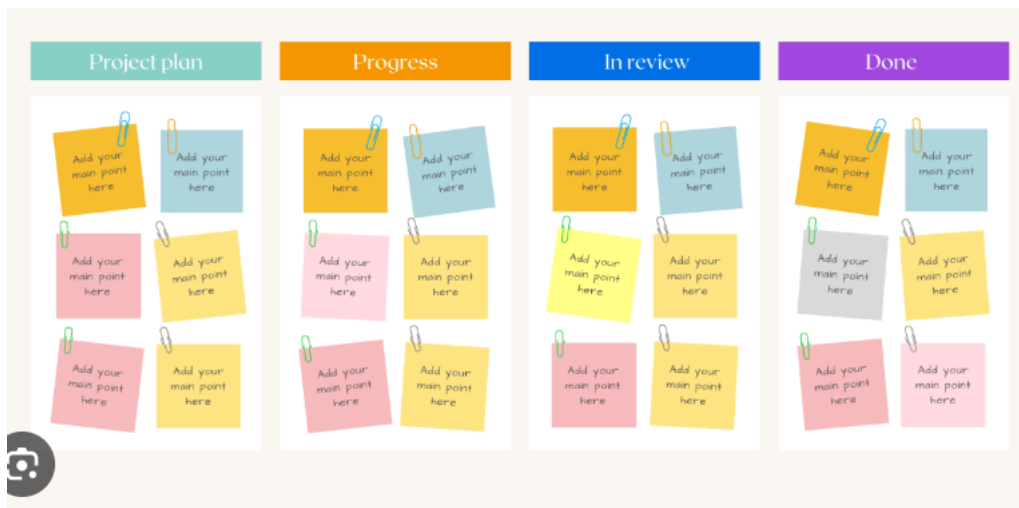 Project plan
Progress
In review
Done
Add your
main point
here
Add your
main point
here
Add your
main point
here
Add your
main point
here
Add your
main point
here
Add your
main point
here
Add your
main point
here
Add your
main point
here
Add your
main point
here
Add your
main point
here
Add your
main point
here
Add your
main point
here
Add your
main point
here
Add your
main point
here
Add your
main point
here
Add your
main point
here
Add your
main point
here
Add your
main point
here
Add your
main point
here
Add your
main point
here
Add your
main point
here
Add your
main point
here
Add your
main point
here
Add your
main point
here